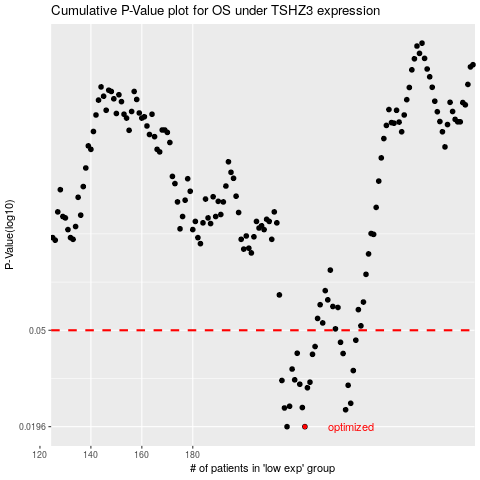 Cumulative P-Value plot for OS under TSHZ3 expression
P-Value(log10)
0.05
0.0196
optimized
120 140 160 180
# of patients in 'low exp' group